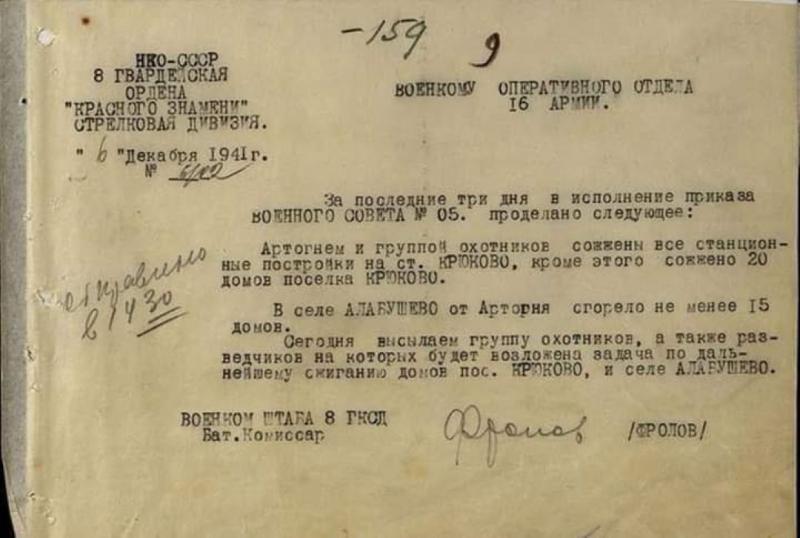 -159
9
НКО-СССР
8 ГВАРДЕЙСКАЯ
ОРДЕНА
"КРАСНОГО ЗНАМЕНИ"
СТРЕЛКОВАЯ ДИВИЗИЯ.
"6"Декабря 1941г.
№
ВОЕНКОМУ ОПЕРАТИВНОГО ОТДЕЛА
16 АРМИИ.
За последние три дня в исполнение приказа
ВОЕННОГО СОВЕТА № 05. проделано следующее:
Артогнем и группой охотников сожжены все станцион-
ные постройки на ст. КРЮКОВО, кроме этого сожжено 20
домов поселка КРЮКОВО.
В селе АЛАБУШЕВО от Арторня сгорело не менее 15
домов.
Сегодня высылаем группу охотников, а также раз-
ведчиков на которых будет возложена задача по даль-
нейшему сжиганию домов пос. КРЮКОВО, и селе АЛАБУШЕВО.
отправлено
в 14 30
ВОЕНКОМ ШТАБА 8 ГКСД
Бат.Комиссар
Фролов
/ФРОЛОВ/